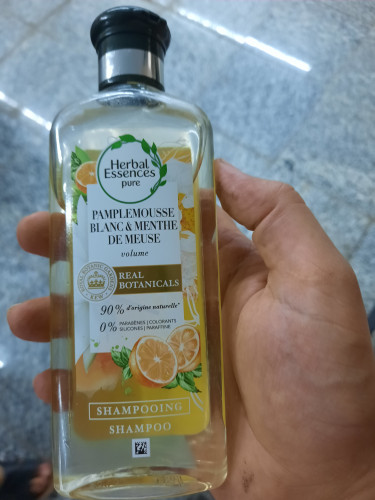 Herbal
Essences
pure
PAMPLEMOUSSE
BLANC & MENTHE
DE MEUSE
volume
REAL
BOTANICALS
90% d'origine naturelle*
0% PARABÈNES | COLORANTS
SILICONES | PARAFFINE
KEW
SHAMPOOING
SHAMPOO